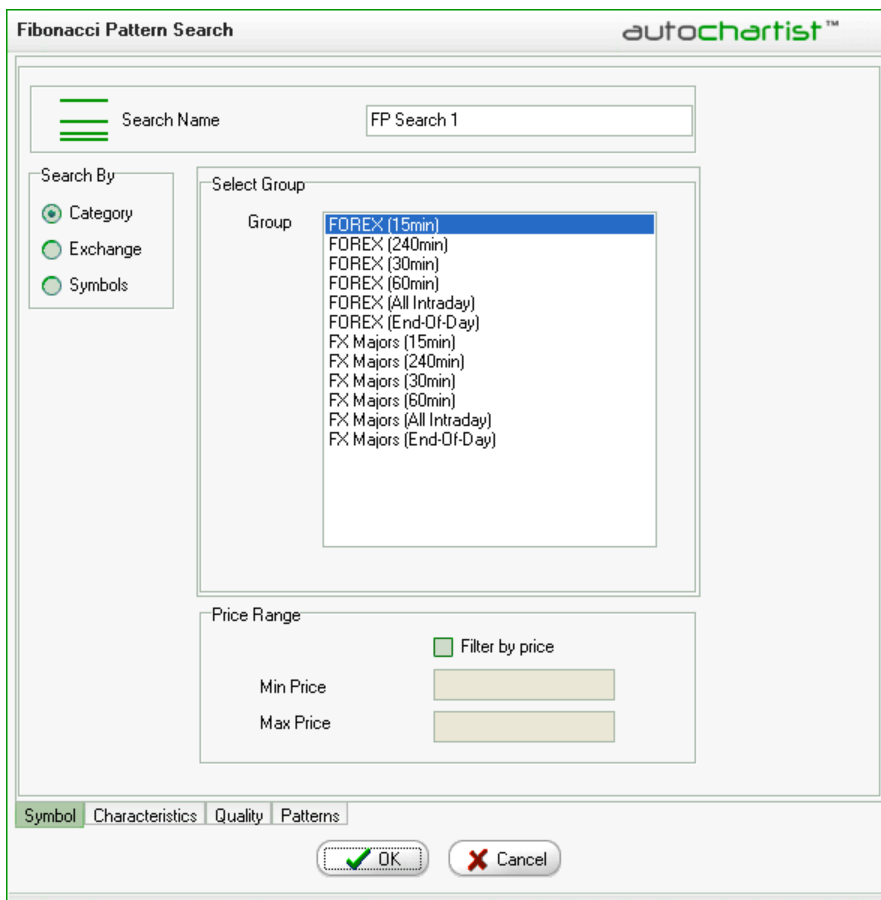 Fibonacci Pattern Search
autochartist™
Search Name
FP Search 1
Search By
Category
Exchange
Symbols
Select Group
Group
FOREX (15min)
FOREX (240min)
FOREX (30min)
FOREX (60min)
FOREX (All Intraday)
FOREX (End-Of-Day)
FX Majors (15min)
FX Majors (240min)
FX Majors (30min)
FX Majors (60min)
FX Majors (All Intraday)
FX Majors (End-Of-Day)
Price Range
Filter by price
Min Price
Max Price
Symbol Characteristics Quality Patterns
OK Cancel